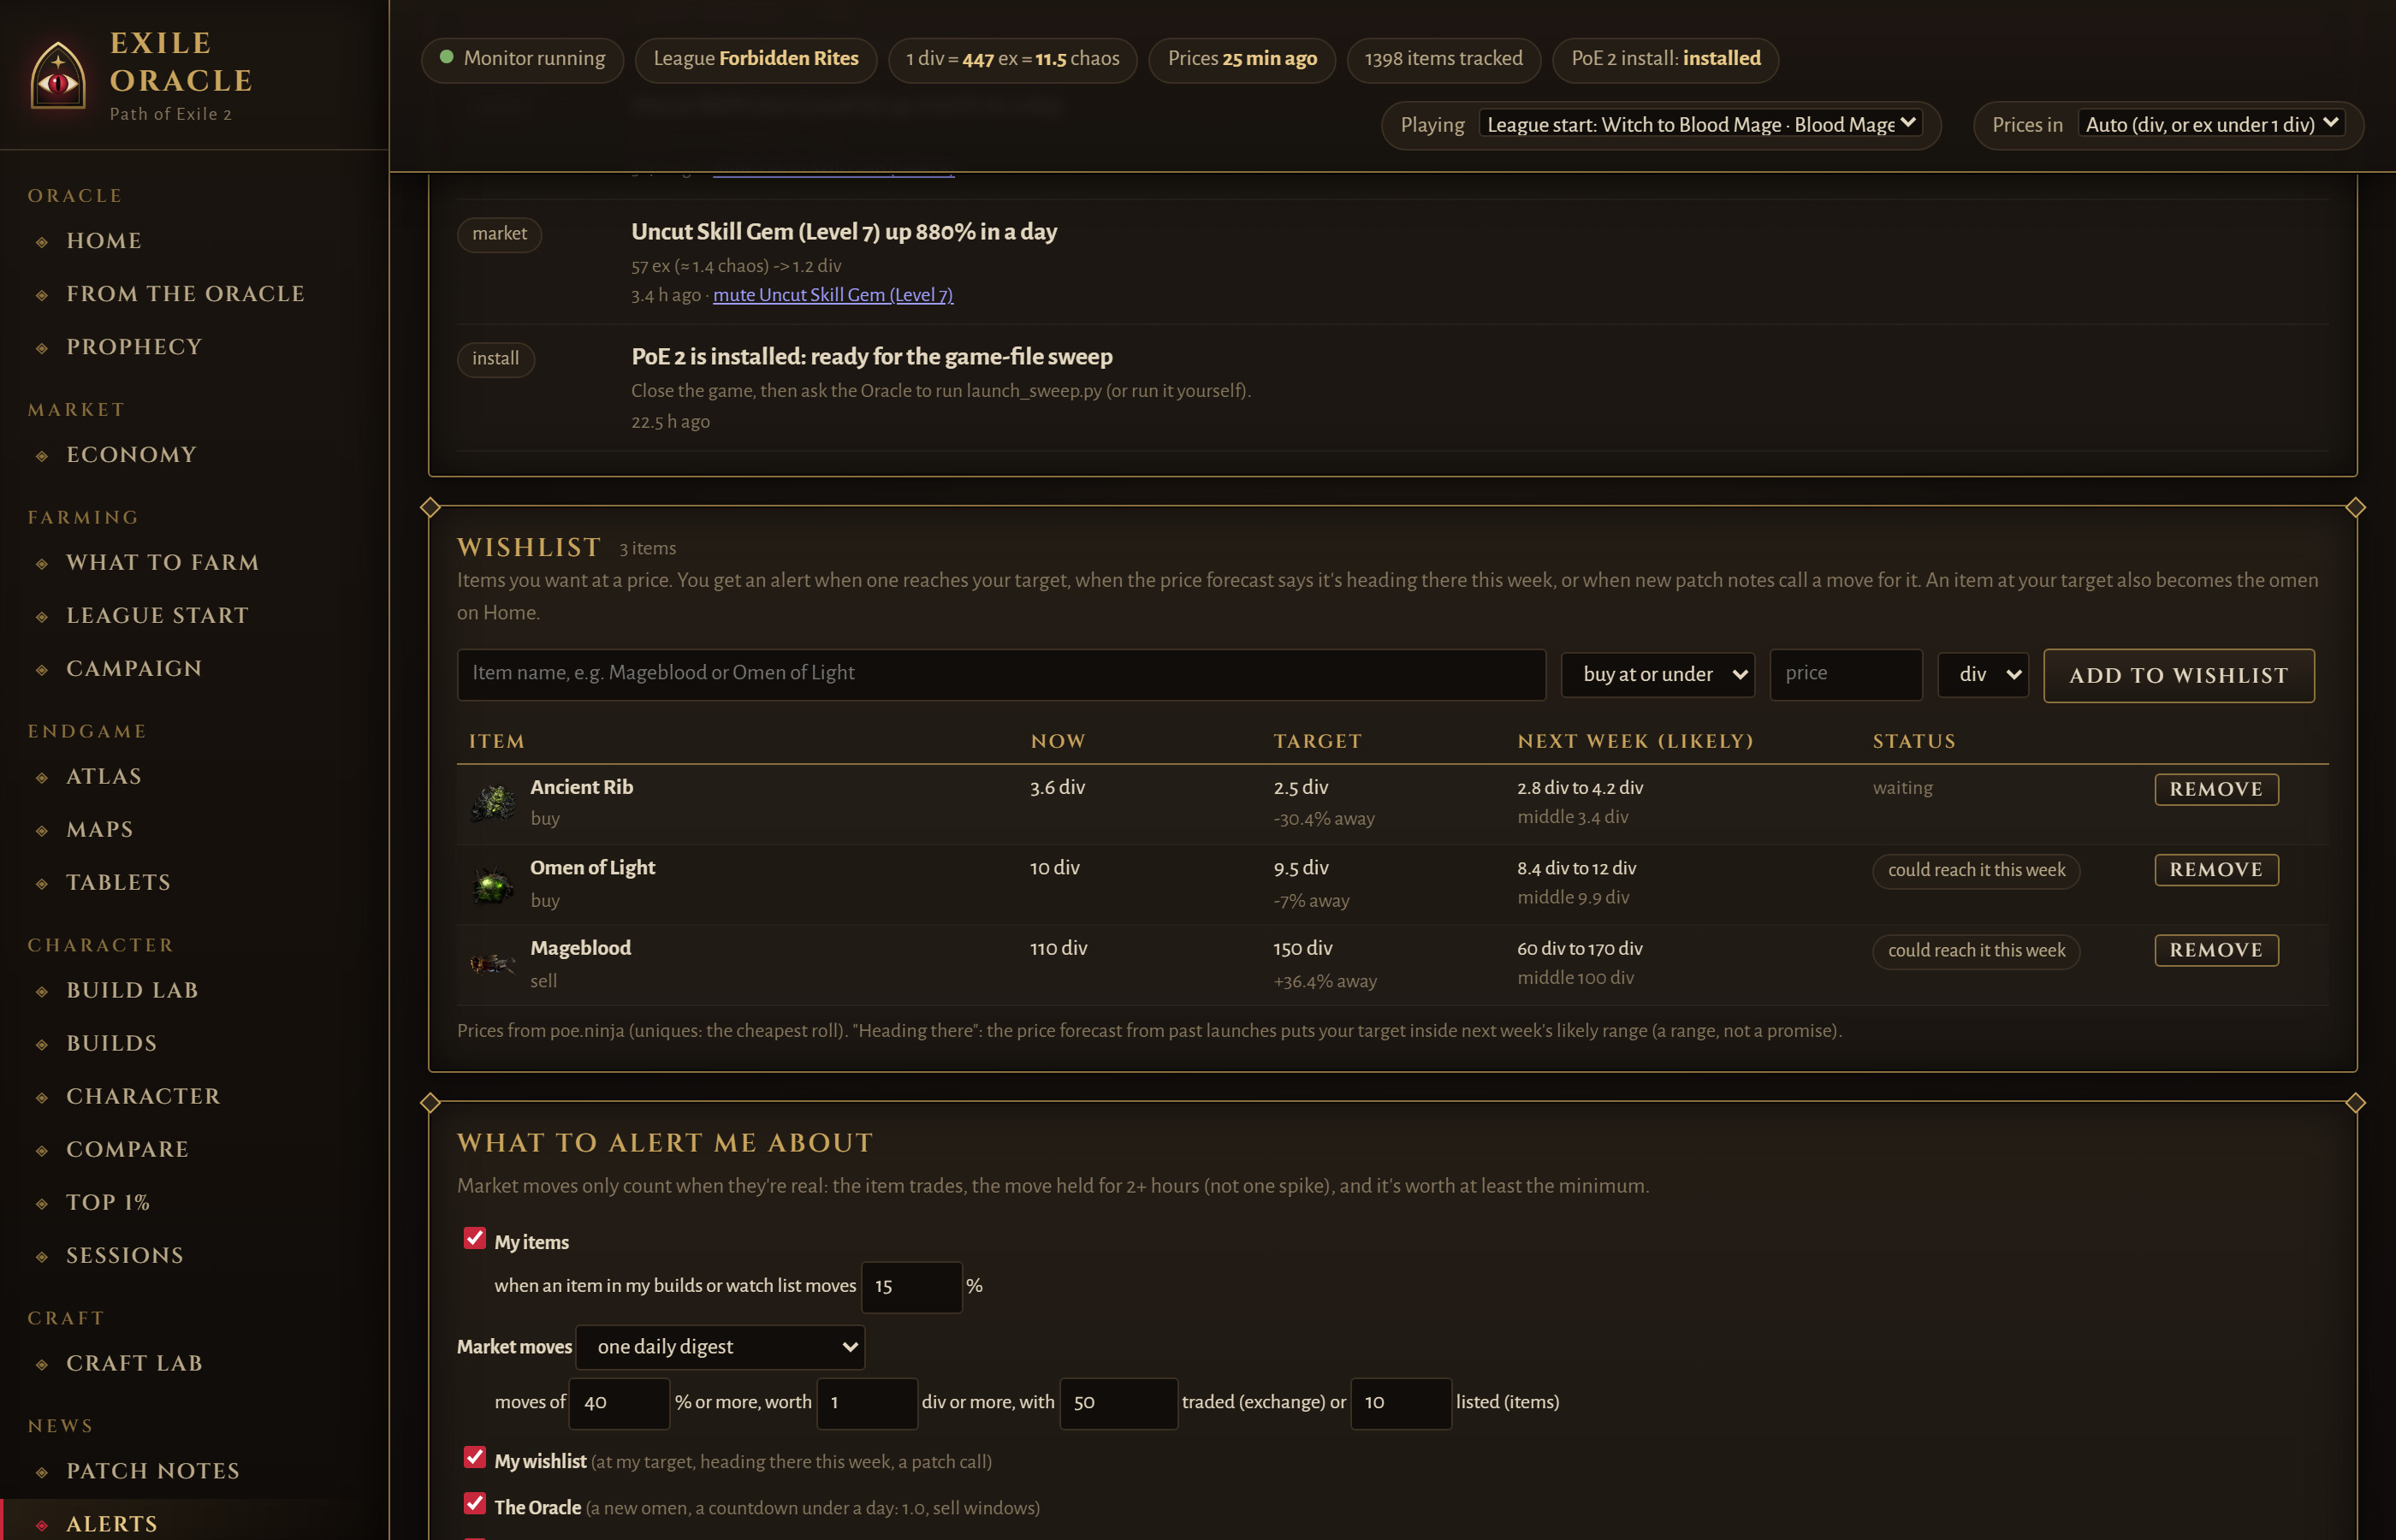 EXILE ORACLE
Path of Exile 2
ORACLE
HOME
FROM THE ORACLE
PROPHECY
MARKET
ECONOMY
FARMING
WHAT TO FARM
LEAGUE START
CAMPAIGN
ENDGAME
ATLAS
MAPS
TABLETS
CHARACTER
BUILD LAB
BUILDS
CHARACTER
COMPARE
TOP 1%
SESSIONS
CRAFT
CRAFT LAB
NEWS
PATCH NOTES
ALERTS
Monitor running
League Forbidden Rites
1 div = 447 ex = 11.5 chaos
Prices 25 min ago
1398 items tracked
PoE 2 install: installed
Playing League start: Witch to Blood Mage · Blood Mage
Prices in Auto (div, or ex under 1 div)
market
Uncut Skill Gem (Level 7) up 880% in a day
57 ex (≈ 1.4 chaos) -> 1.2 div
3.4 h ago · mute Uncut Skill Gem (Level 7)
install
PoE 2 is installed: ready for the game-file sweep
Close the game, then ask the Oracle to run launch_sweep.py (or run it yourself).
22.5 h ago
WISHLIST 3 items
Items you want at a price. You get an alert when one reaches your target, when the price forecast says it's heading there this week, or when new patch notes call a move for it. An item at your target also becomes the omen
on Home.
Item name, e.g. Mageblood or Omen of Light
buy at or under
price
div
ADD TO WISHLIST
ITEM NOW TARGET NEXT WEEK (LIKELY) STATUS
Ancient Rib 3.6 div 2.5 div 2.8 div to 4.2 div waiting REMOVE
buy -30.4% away middle 3.4 div
Omen of Light 10 div 9.5 div 8.4 div to 12 div could reach it this week REMOVE
buy -7% away middle 9.9 div
Mageblood 110 div 150 div 60 div to 170 div could reach it this week REMOVE
sell +36.4% away middle 100 div
Prices from poe.ninja (uniques: the cheapest roll). "Heading there": the price forecast from past launches puts your target inside next week's likely range (a range, not a promise).
WHAT TO ALERT ME ABOUT
Market moves only count when they're real: the item trades, the move held for 2+ hours (not one spike), and it's worth at least the minimum.
My items
when an item in my builds or watch list moves 15 %
Market moves one daily digest
moves of 40 % or more, worth 1 div or more, with 50 traded (exchange) or 10 listed (items)
My wishlist (at my target, heading there this week, a patch call)
The Oracle (a new omen, a countdown under a day: 1.0, sell windows)